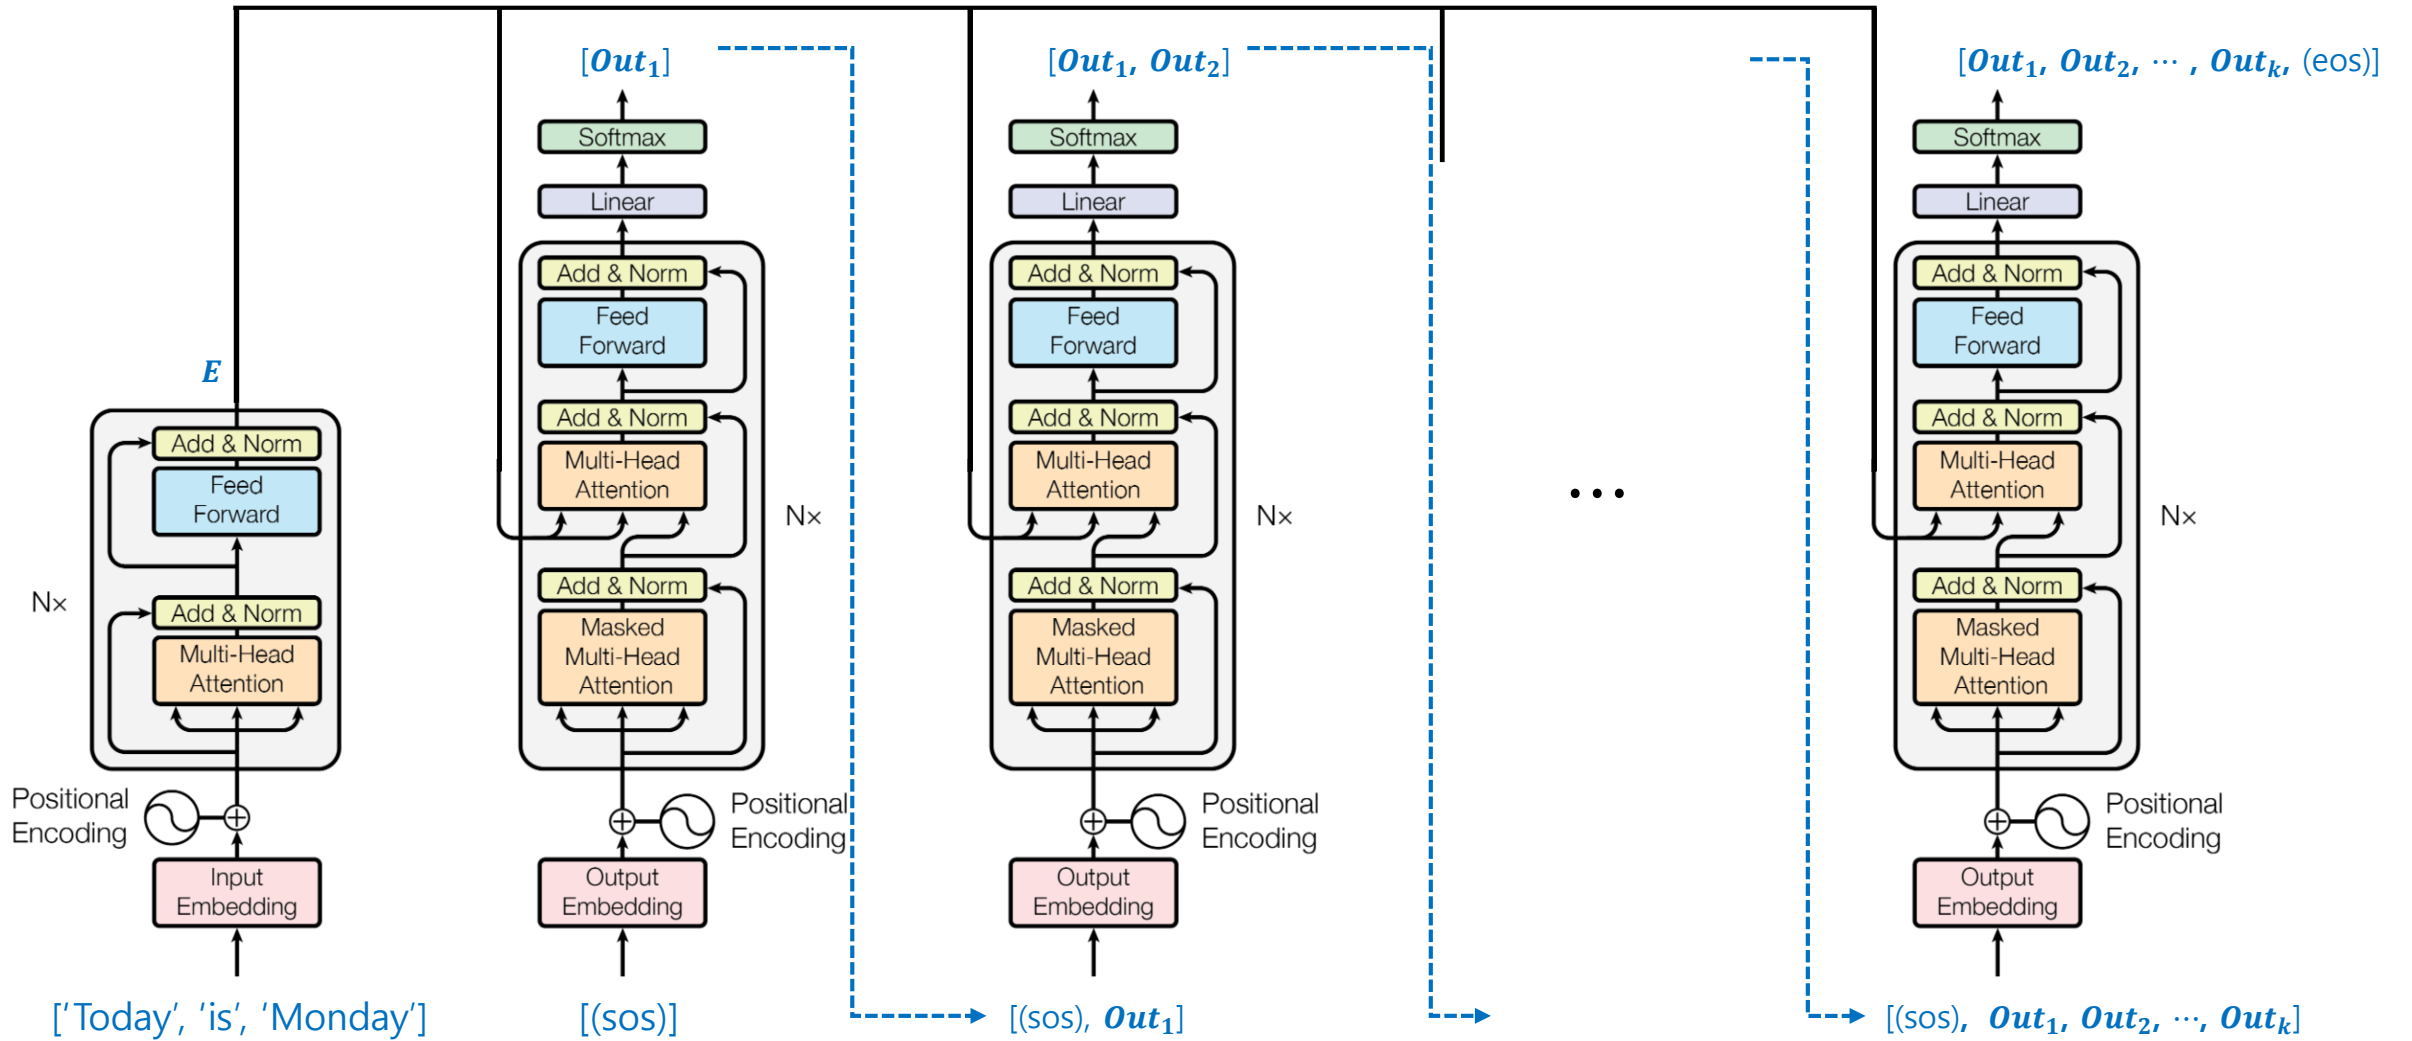 E
Add & Norm
Feed
Forward
Add & Norm
Multi-Head
Attention
N×
Positional
Encoding
Input
Embedding
['Today', 'is', 'Monday']
[Out₁]
Softmax
Linear
Add & Norm
Feed
Forward
Add & Norm
Multi-Head
Attention
N×
Add & Norm
Masked
Multi-Head
Attention
Positional
Encoding
Output
Embedding
[(sos)]
[Out₁, Out₂]
Softmax
Linear
Add & Norm
Feed
Forward
Add & Norm
Multi-Head
Attention
N×
Add & Norm
Masked
Multi-Head
Attention
Positional
Encoding
Output
Embedding
[(sos), Out₁]
...
[Out₁, Out₂, ⋯ , Outₖ, (eos)]
Softmax
Linear
Add & Norm
Feed
Forward
Add & Norm
Multi-Head
Attention
N×
Add & Norm
Masked
Multi-Head
Attention
Positional
Encoding
Output
Embedding
[(sos), Out₁, Out₂, ⋯, Outₖ]